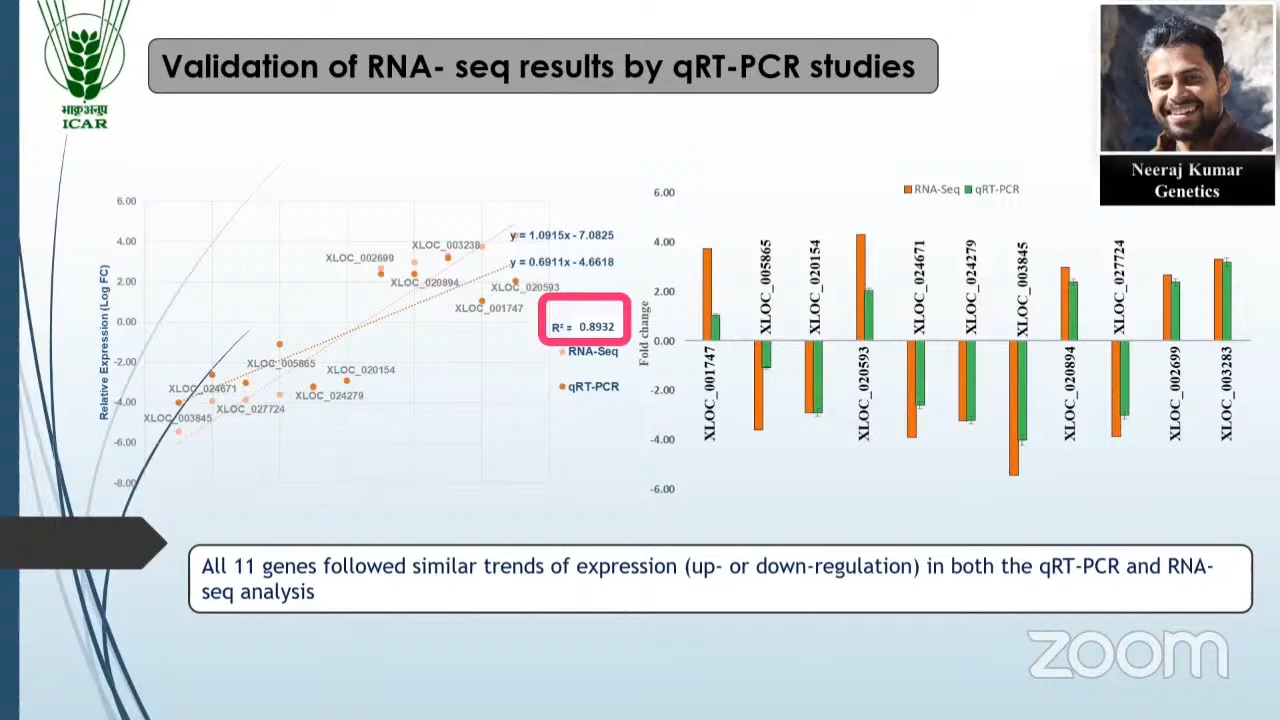 भाकृअनुप
ICAR
Validation of RNA- seq results by qRT-PCR studies
Neeraj Kumar
Genetics
Relative Expression (Log FC)
6.00
4.00
2.00
0.00
-2.00
-4.00
-6.00
-8.00
XLOC_003238
XLOC_002699
XLOC_020894
XLOC_020593
XLOC_001747
XLOC_005865
XLOC_020154
XLOC_024671
XLOC_024279
XLOC_027724
XLOC_003845
y = 1.0915x - 7.0825
y = 0.6911x - 4.6618
R² = 0.8932
RNA-Seq
qRT-PCR
Fold change
6.00
4.00
2.00
0.00
-2.00
-4.00
-6.00
RNA-Seq qRT-PCR
XLOC_001747
XLOC_005865
XLOC_020154
XLOC_020593
XLOC_024671
XLOC_024279
XLOC_003845
XLOC_020894
XLOC_027724
XLOC_002699
XLOC_003283
All 11 genes followed similar trends of expression (up- or down-regulation) in both the qRT-PCR and RNA-
seq analysis
zoom